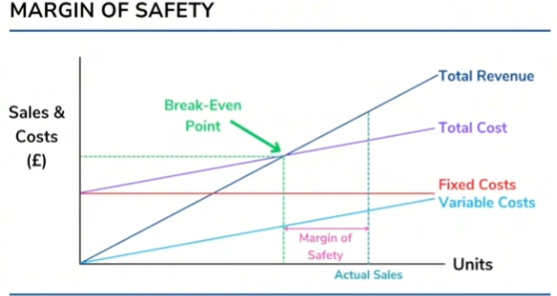 MARGIN OF SAFETY
Total Revenue
Break-Even
Point
Sales &
Costs
(£)
Total Cost
Fixed Costs
Variable Costs
Margin of
Safety
Units
Actual Sales